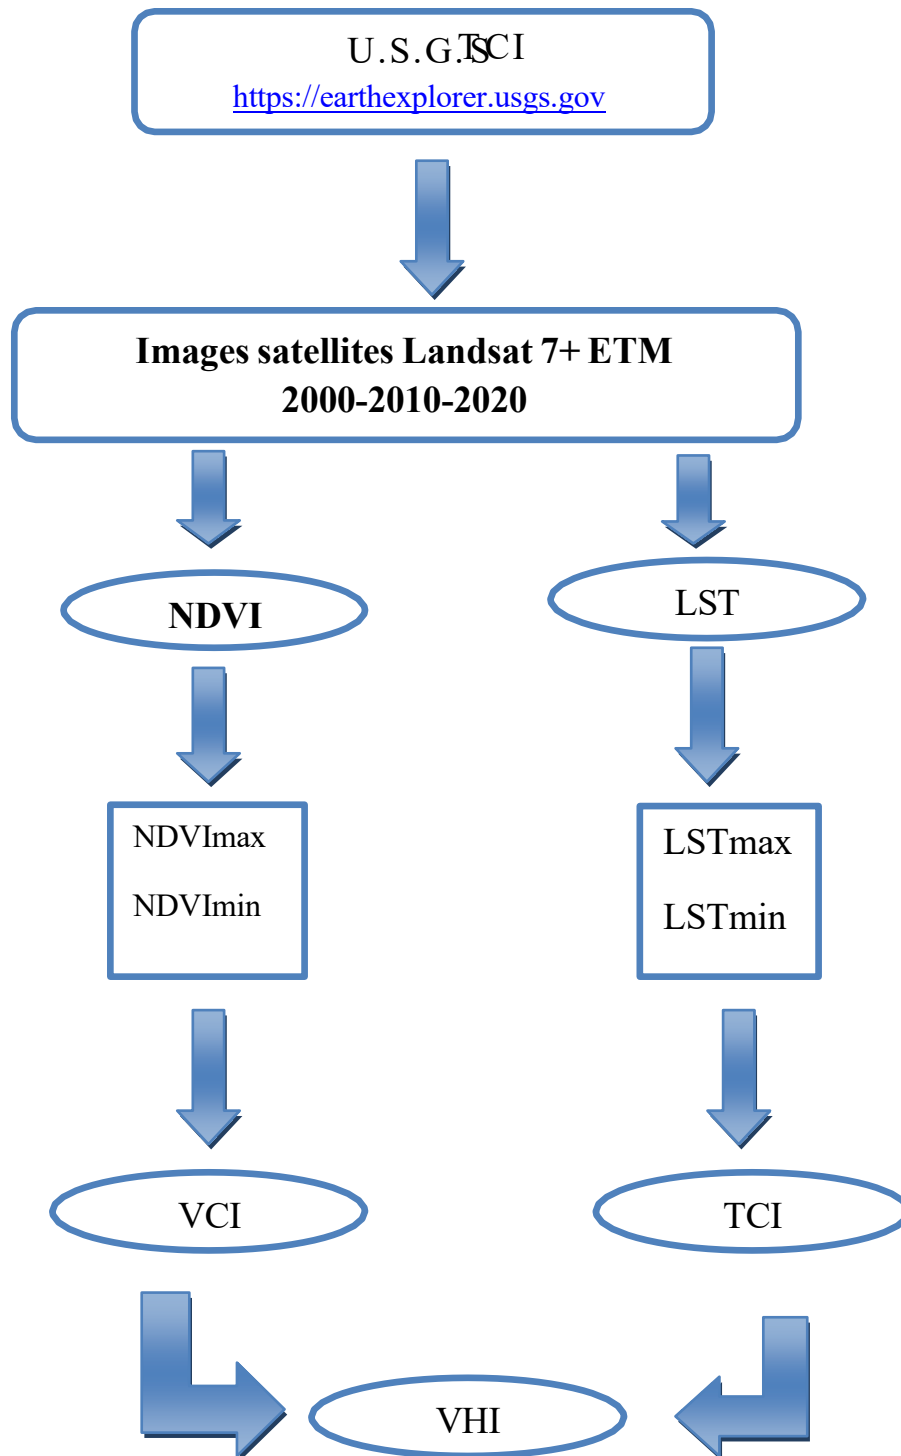 U.S.G.S TCI
https://earthexplorer.usgs.gov
Images satellites Landsat 7+ ETM
2000-2010-2020
NDVI
LST
NDVImax
NDVImin
LSTmax
LSTmin
VCI
TCI
VHI